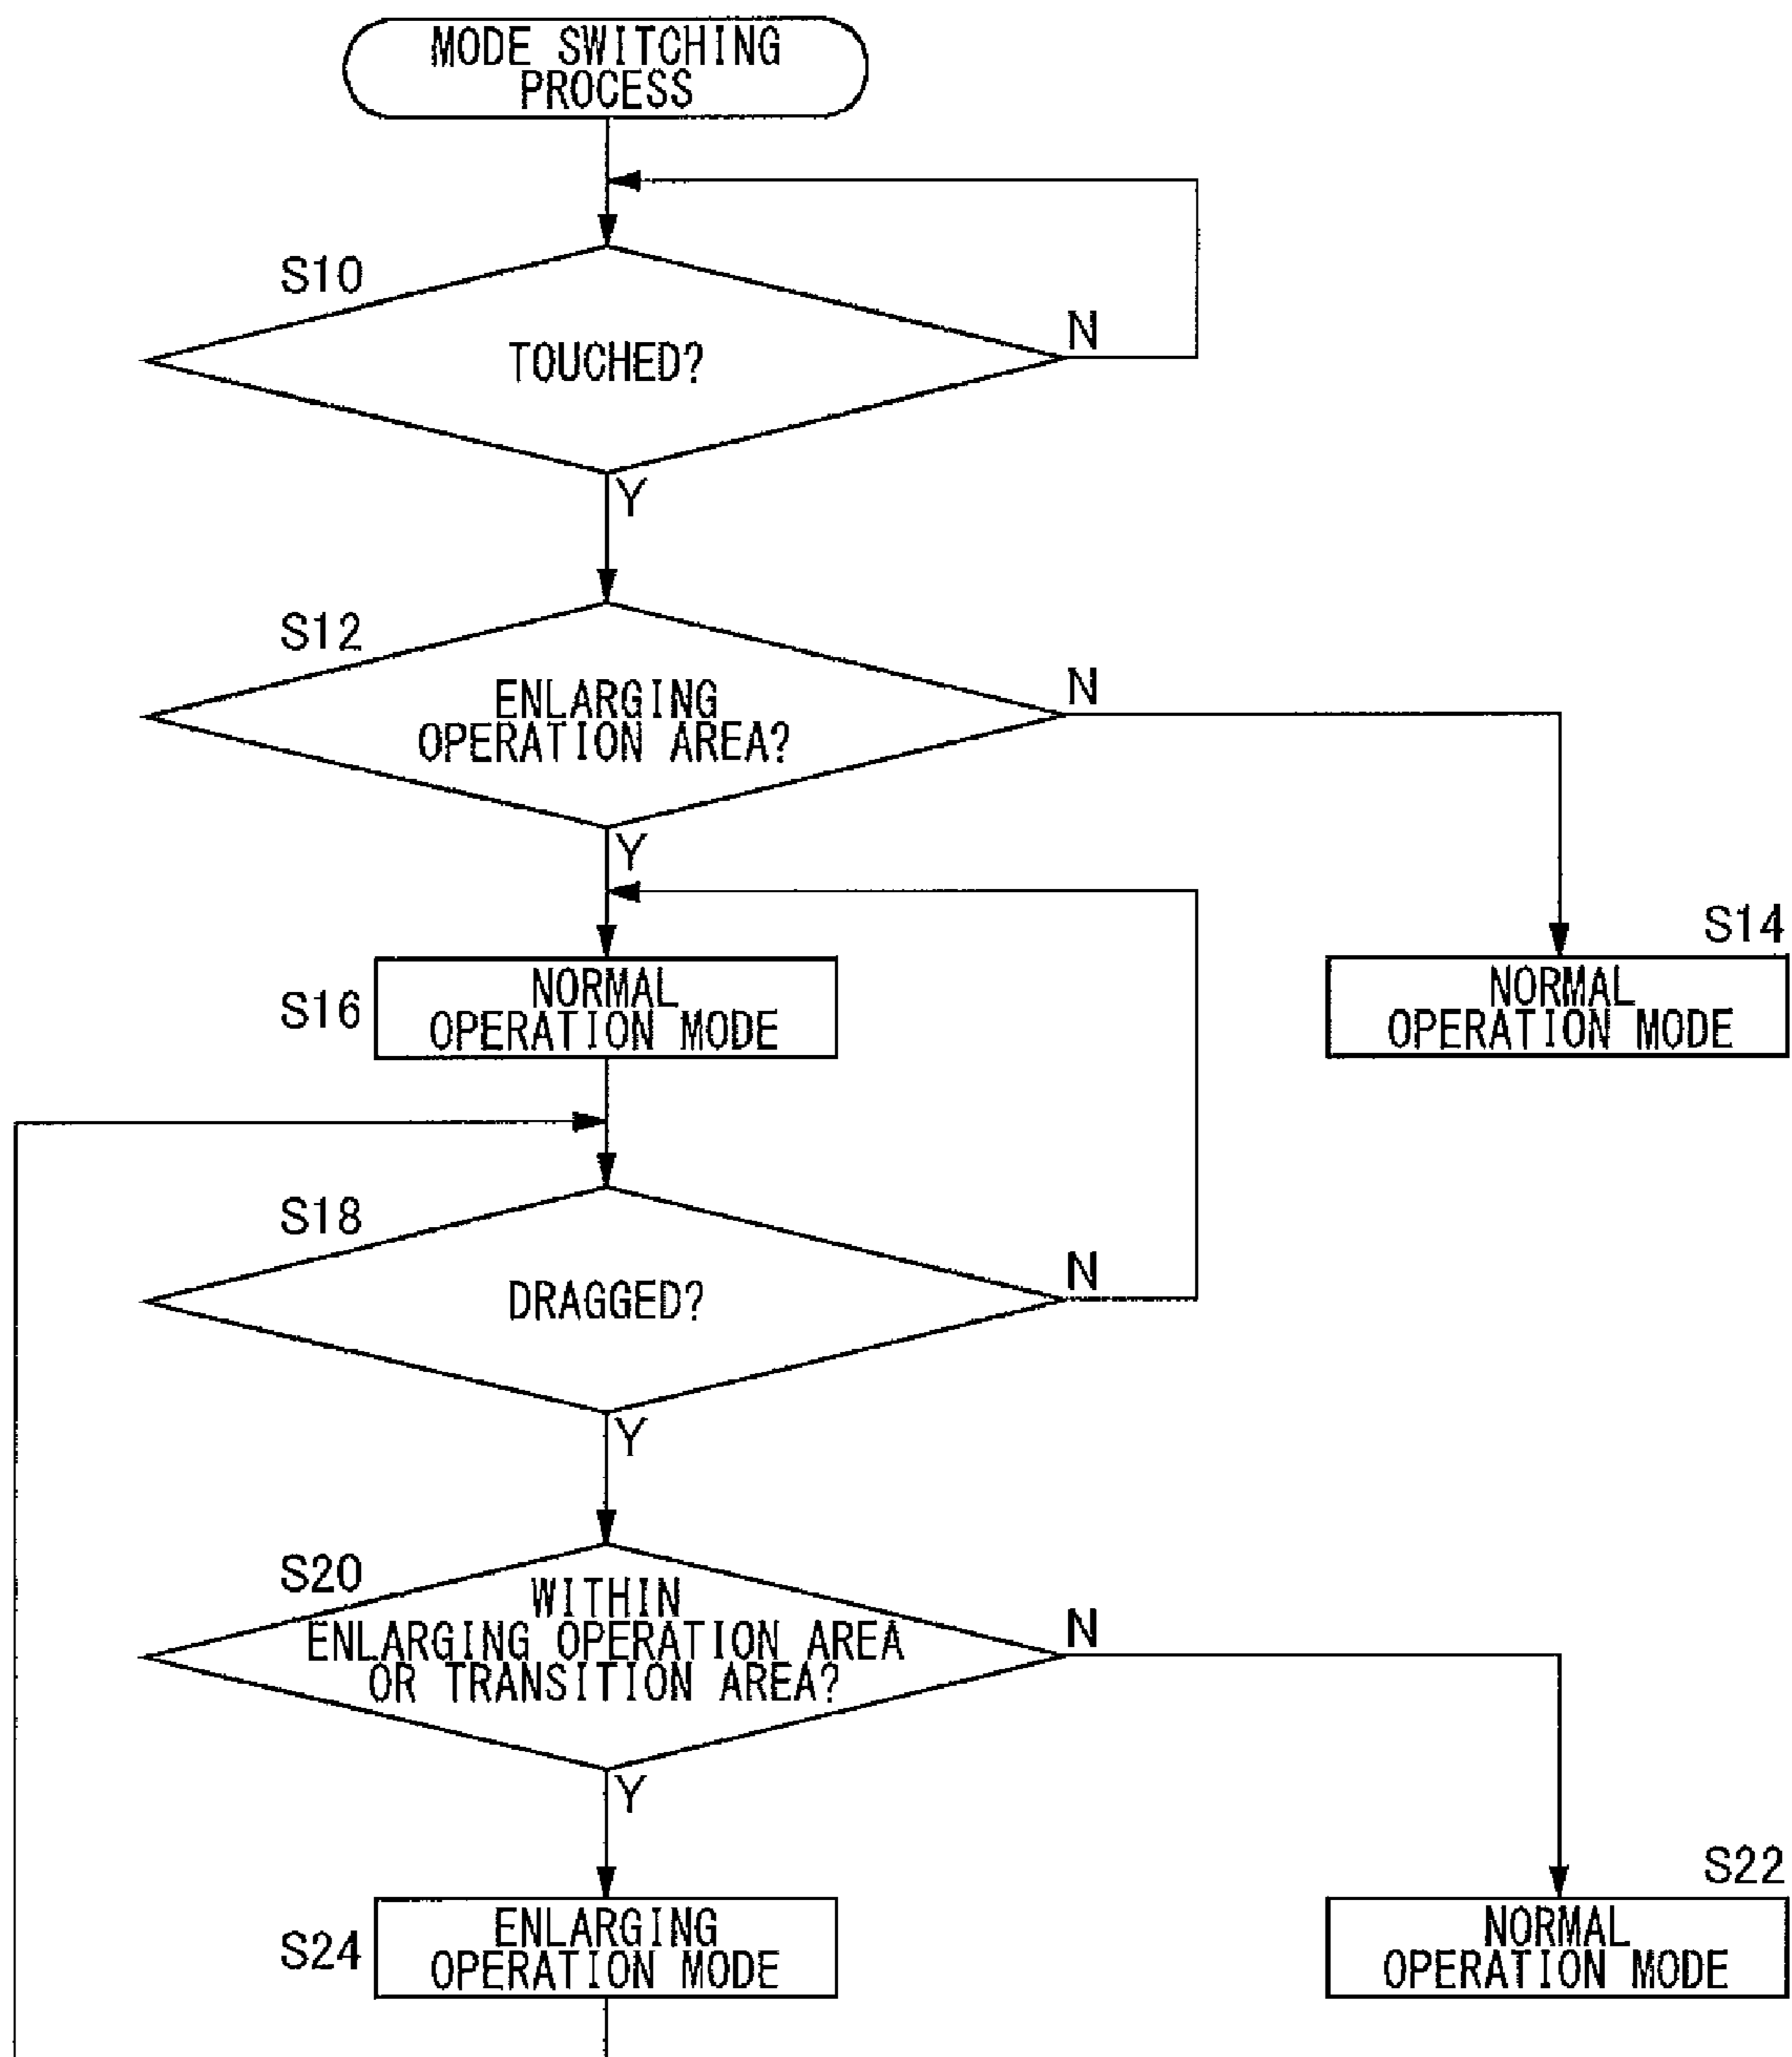 MODE SWITCHING
PROCESS
S10
TOUCHED?
N
Y
S12
ENLARGING
OPERATION AREA?
N
Y
S14
NORMAL
OPERATION MODE
S16
NORMAL
OPERATION MODE
S18
DRAGGED?
N
Y
S20
WITHIN
ENLARGING OPERATION AREA
OR TRANSITION AREA?
N
Y
S22
NORMAL
OPERATION MODE
S24
ENLARGING
OPERATION MODE